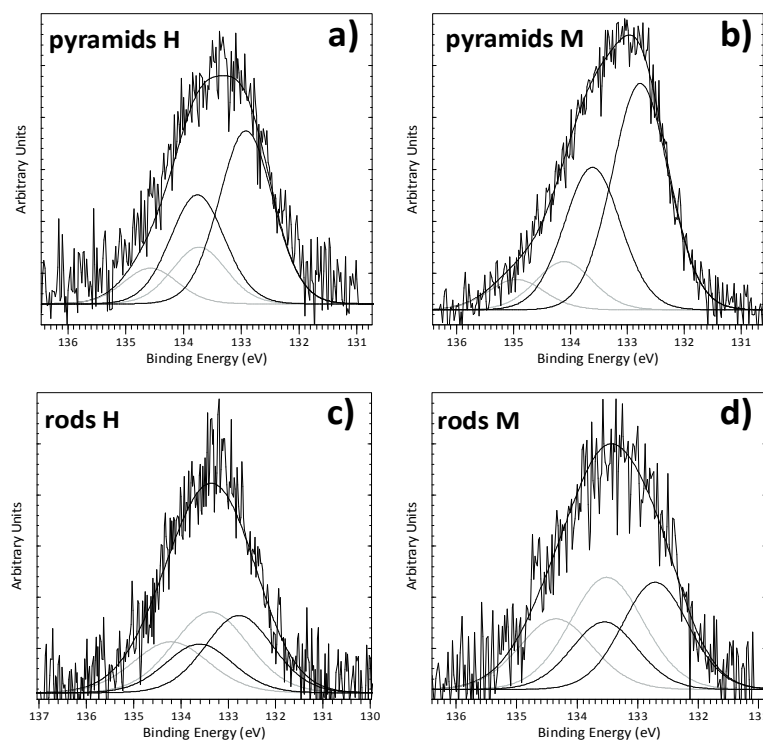 pyramids H
a)
Arbitrary Units
136 135 134 133 132 131
Binding Energy (eV)
pyramids M
b)
Arbitrary Units
136 135 134 133 132 131
Binding Energy (eV)
rods H
c)
Arbitrary Units
137 136 135 134 133 132 131 130
Binding Energy (eV)
rods M
d)
Arbitrary Units
136 135 134 133 132 13
Binding Energy (eV)